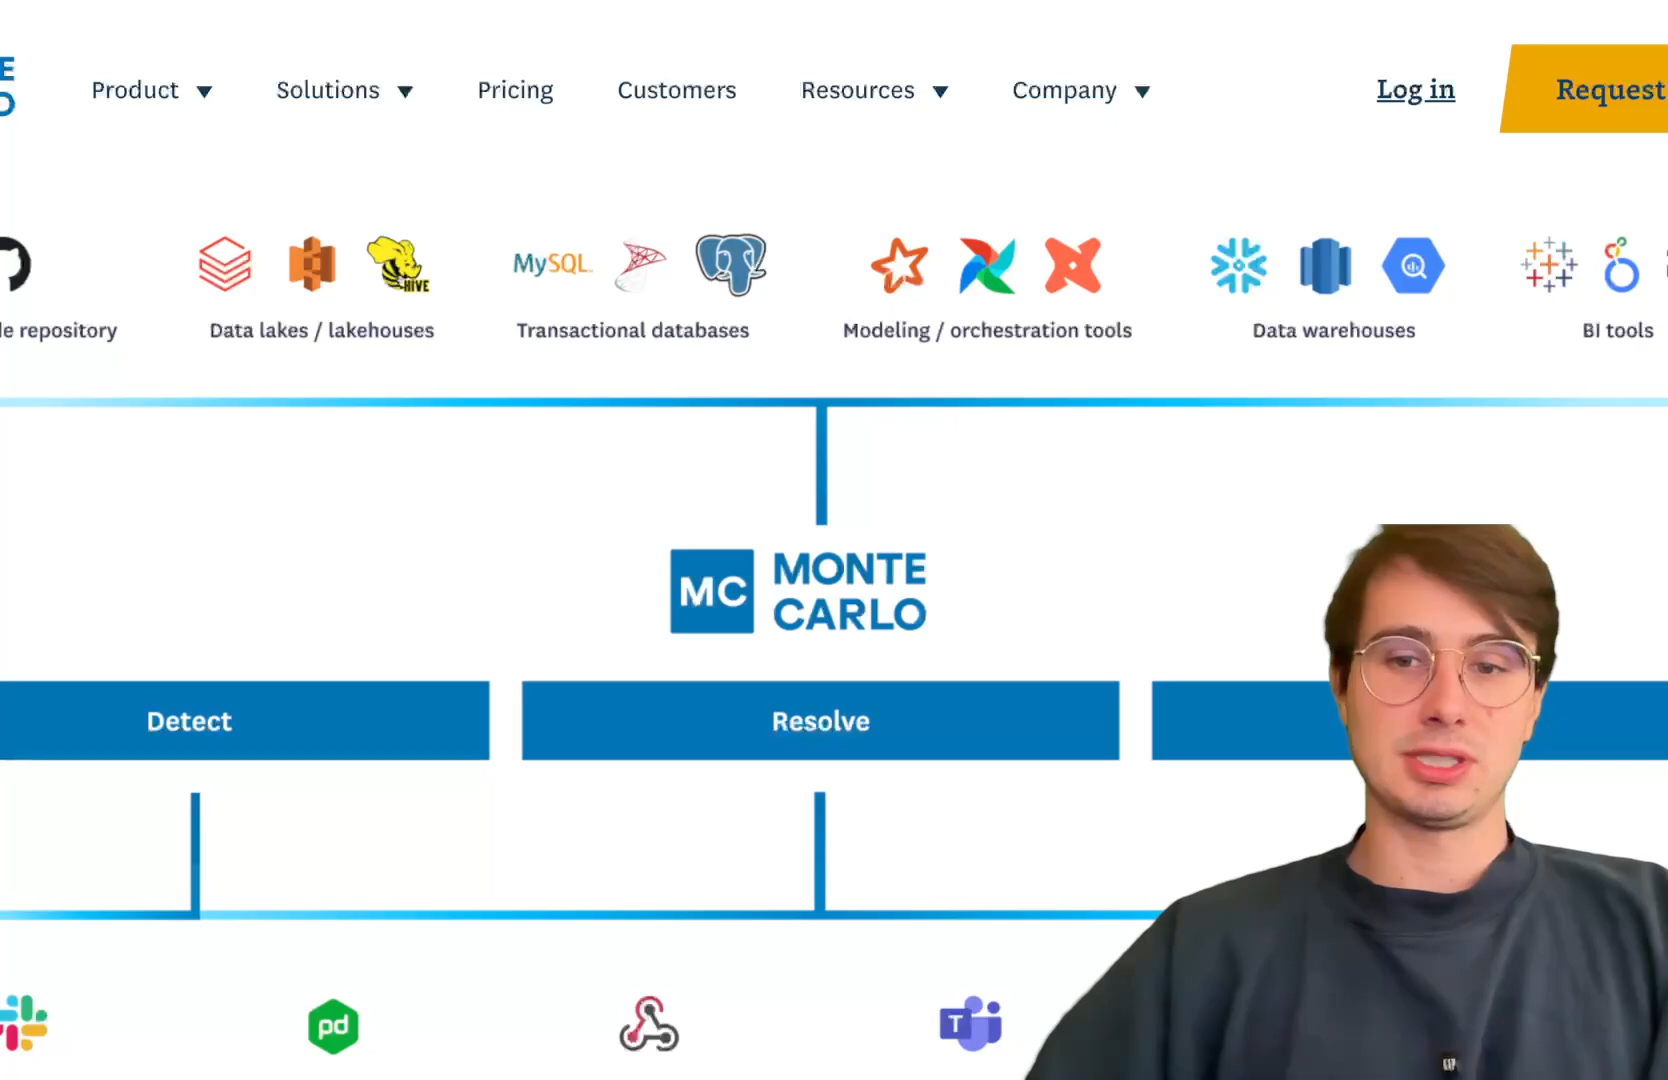 E
O
Product Solutions Pricing Customers Resources Company Log in Request
MySQL HIVE
le repository Data lakes / lakehouses Transactional databases Modeling / orchestration tools Data warehouses BI tools
MC MONTE
CARLO
Detect Resolve
pd T